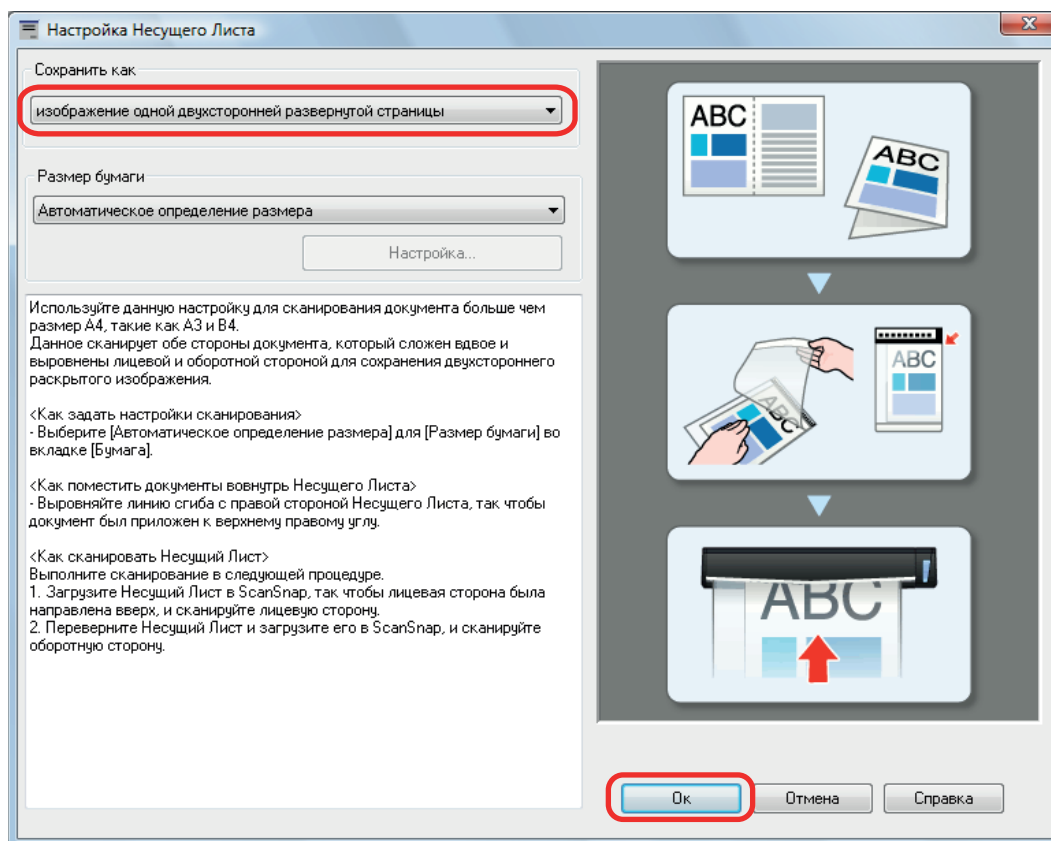 Настройка Несущего Листа
Сохранить как
изображение одной двухсторонней развернутой страницы
Размер бумаги
Автоматическое определение размера
Настройка...
Используйте данную настройку для сканирования документа больше чем
размер А4, такие как А3 и В4.
Данное сканирует обе стороны документа, который сложен вдвое и
выровнены лицевой и оборотной стороной для сохранения двухстороннего
раскрытого изображения.
<Как задать настройки сканирования>
- Выберите [Автоматическое определение размера] для [Размер бумаги] во
вкладке [Бумага].
<Как поместить документы вовнутрь Несущего Листа>
- Выровняйте линию сгиба с правой стороной Несущего Листа, так чтобы
документ был приложен к верхнему правому углу.
<Как сканировать Несущий Лист>
Выполните сканирование в следующей процедуре.
1. Загрузите Несущий Лист в ScanSnap, так чтобы лицевая сторона была
направлена вверх, и сканируйте лицевую сторону.
2. Переверните Несущий Лист и загрузите его в ScanSnap, и сканируйте
оборотную сторону.
ABC
ABC
ABC
ABC
ABC
Ок
Отмена
Справка